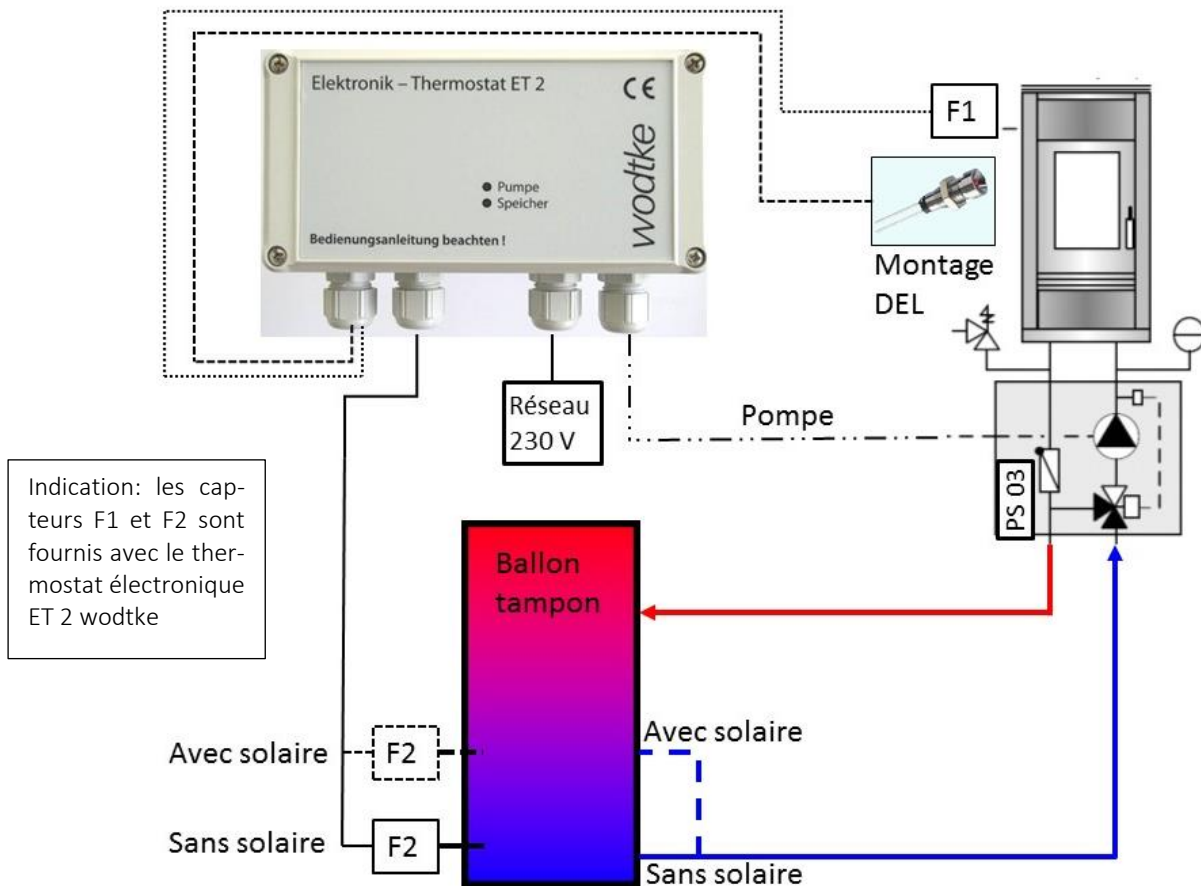 Elektronik – Thermostat ET 2
CE
wodtke
Pumpe
Speicher
Bedienungsanleitung beachten !
F1
Montage
DEL
Réseau
230 V
Pompe
PS 03
Indication: les cap-
teurs F1 et F2 sont
fournis avec le ther-
mostat électronique
ET 2 wodtke
Ballon
tampon
Avec solaire
F2
Avec solaire
Sans solaire
F2
Sans solaire